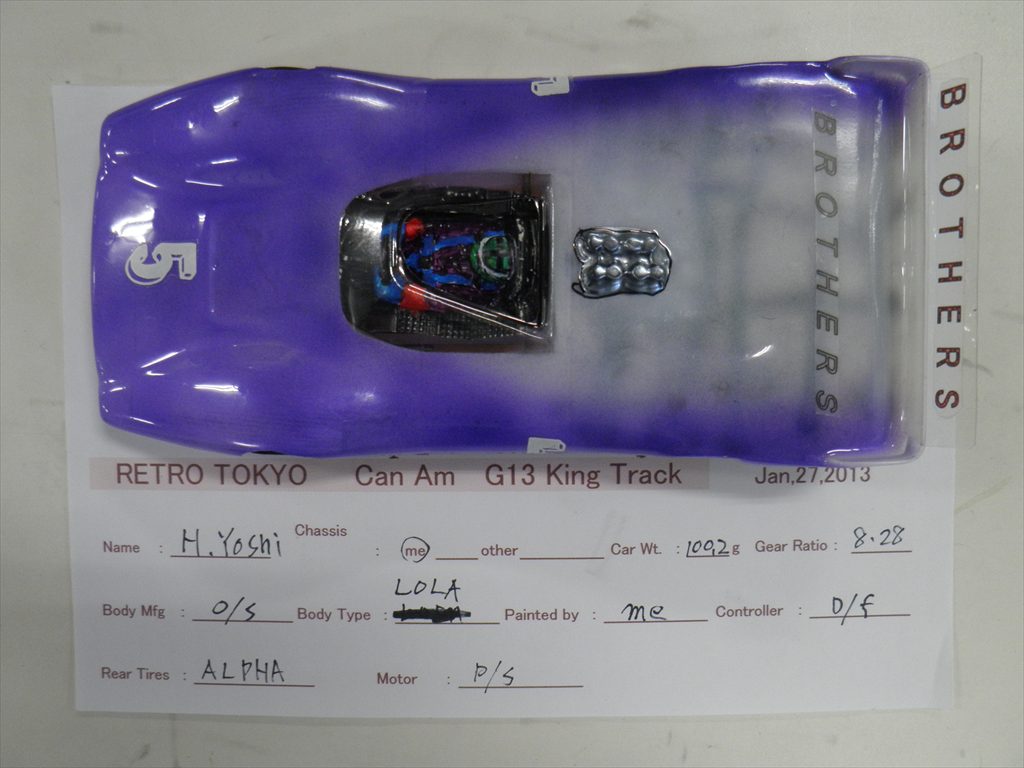 5
BROTHERS
BROTHERS
RETRO TOKYO Can Am G13 King Track Jan,27,2013
Name : H.Yoshi Chassis : me other Car Wt. : 100,2 g Gear Ratio : 8.28
Body Mfg : O/S Body Type : LOLA Painted by : me Controller : D/f
Rear Tires : ALPHA Motor : P/S